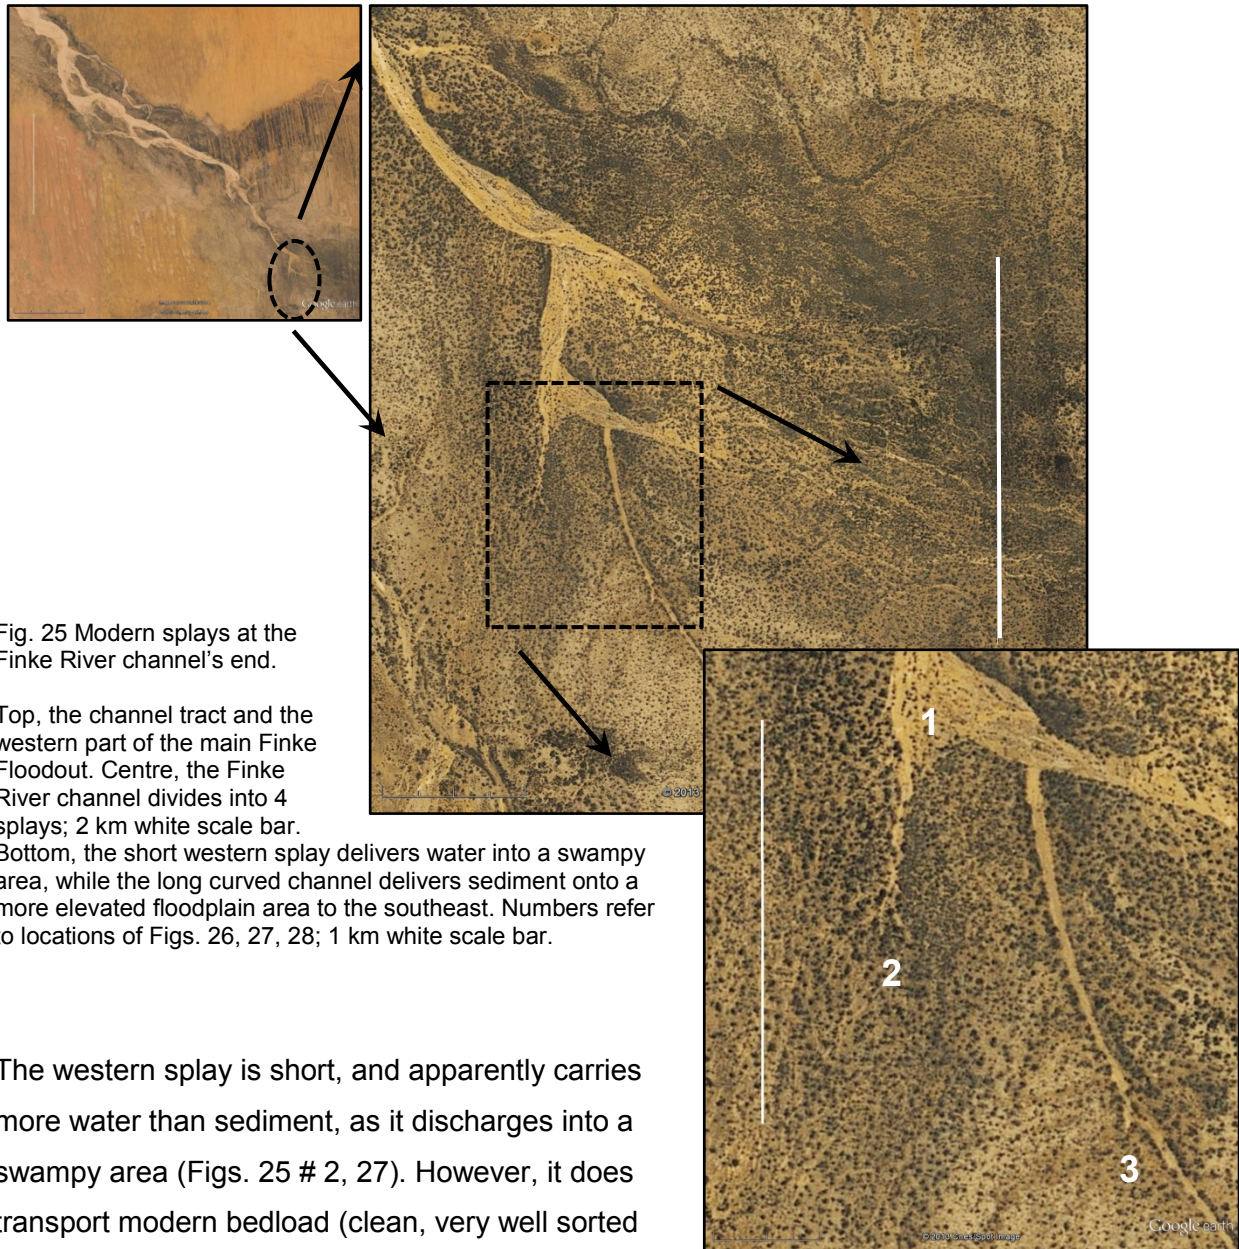 Google earth
© 2013
Fig. 25 Modern splays at the
Finke River channel's end.
Top, the channel tract and the
western part of the main Finke
Floodout. Centre, the Finke
River channel divides into 4
splays; 2 km white scale bar.
Bottom, the short western splay delivers water into a swampy
area, while the long curved channel delivers sediment onto a
more elevated floodplain area to the southeast. Numbers refer
to locations of Figs. 26, 27, 28; 1 km white scale bar.
1
2
3
© 2013 Cnes/Spot Image
Google earth
The western splay is short, and apparently carries
more water than sediment, as it discharges into a
swampy area (Figs. 25 # 2, 27). However, it does
transport modern bedload (clean, very well sorted